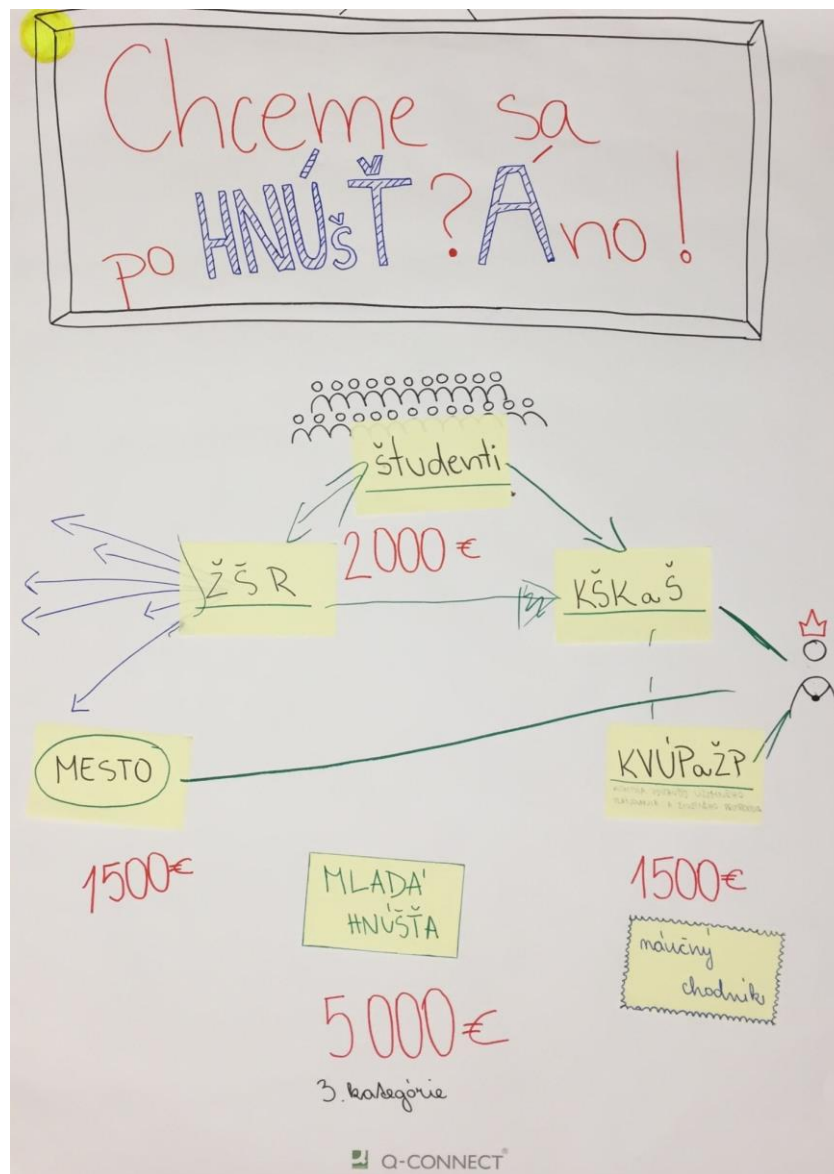 Chceme sa
po HNÚŠŤ? Áno!
študenti
ŽŠR
2000€
KŠKaŠ
MESTO
KVÚPaŽP
1500€
MLADÁ
HNÚŠŤA
1500€
náučný
chodník
5000€
3. kategórie
Q-CONNECT®